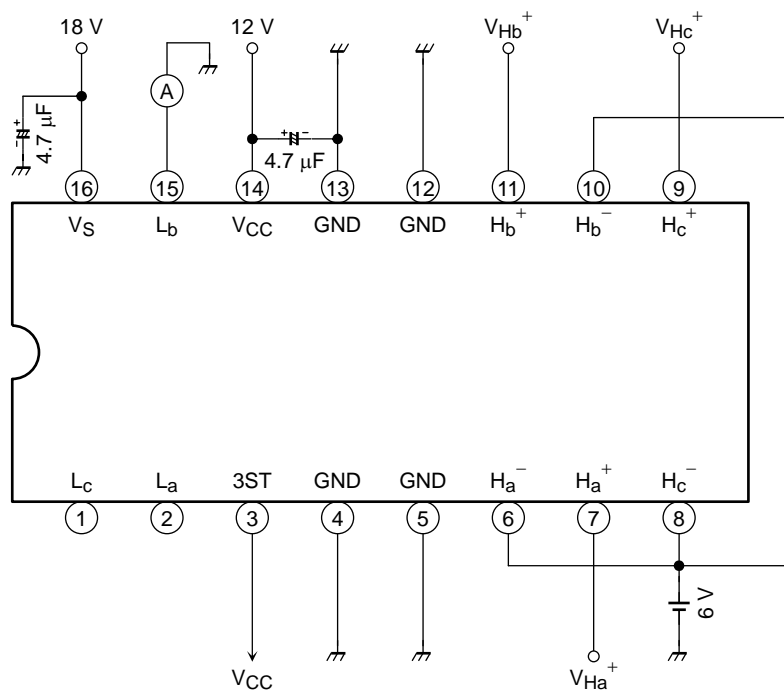 18 V
12 V
V_Hb^+
V_Hc^+
A
+
-
4.7 μF
+ -
4.7 μF
16 15 14 13 12 11 10 9
V_S L_b V_CC GND GND H_b^+ H_b^- H_c^+
L_c L_a 3ST GND GND H_a^- H_a^+ H_c^-
1 2 3 4 5 6 7 8
6 V
V_CC
V_Ha^+